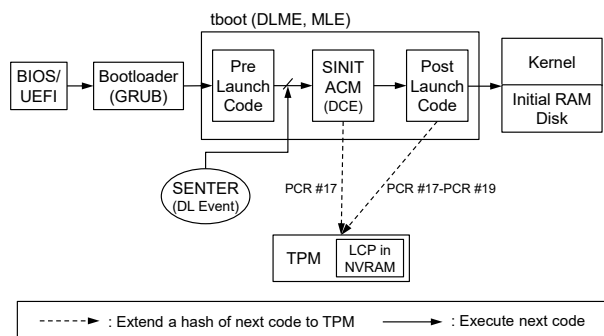 tboot (DLME, MLE)
BIOS/
UEFI
Bootloader
(GRUB)
Pre
Launch
Code
SINIT
ACM
(DCE)
Post
Launch
Code
Kernel
Initial RAM
Disk
SENTER
(DL Event)
PCR #17
PCR #17-PCR #19
TPM
LCP in
NVRAM
: Extend a hash of next code to TPM
: Execute next code